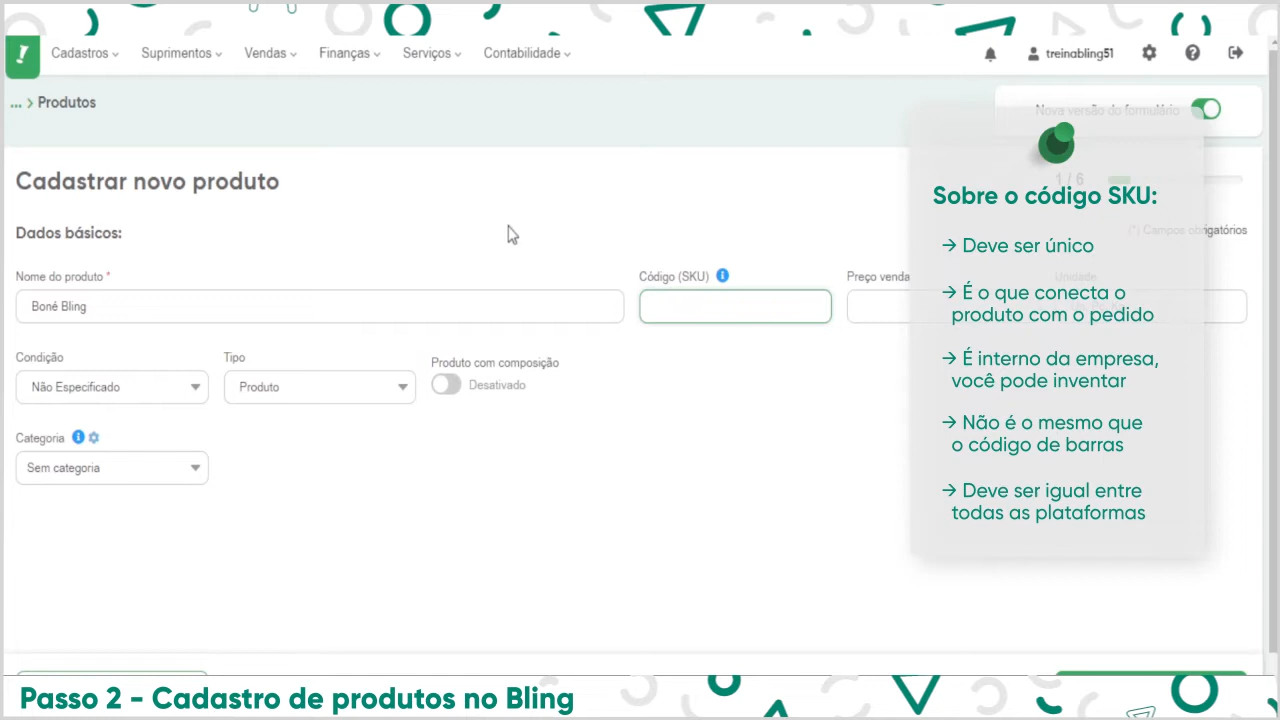 Cadastros
Suprimentos
Vendas
Finanças
Serviços
Contabilidade
treinabling51
... > Produtos
Nova versão do formulário
Cadastrar novo produto
1 / 6
Dados básicos:
(*) Campos obrigatórios
Nome do produto *
Código (SKU)
Preço venda
Unidade
Boné Bling
Condição
Tipo
Produto com composição
Não Especificado
Produto
Desativado
Categoria
Sem categoria
Sobre o código SKU:
→ Deve ser único
→ É o que conecta o
produto com o pedido
→ É interno da empresa,
você pode inventar
→ Não é o mesmo que
o código de barras
→ Deve ser igual entre
todas as plataformas
Passo 2 - Cadastro de produtos no Bling